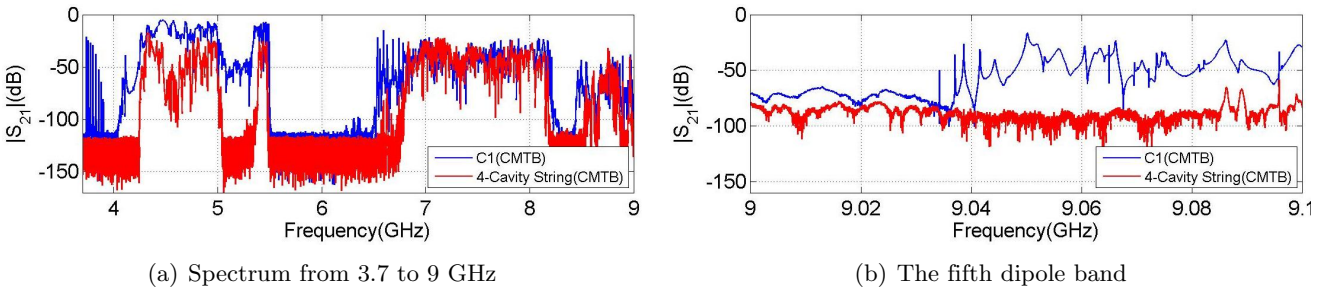 0
-50
-100
-150
|S21|(dB)
C1(CMTB)
4-Cavity String(CMTB)
4 5 6 7 8 9
Frequency(GHz)
(a) Spectrum from 3.7 to 9 GHz
0
-50
-100
-150
|S21|(dB)
C1(CMTB)
4-Cavity String(CMTB)
9 9.02 9.04 9.06 9.08 9.1
Frequency(GHz)
(b) The fifth dipole band